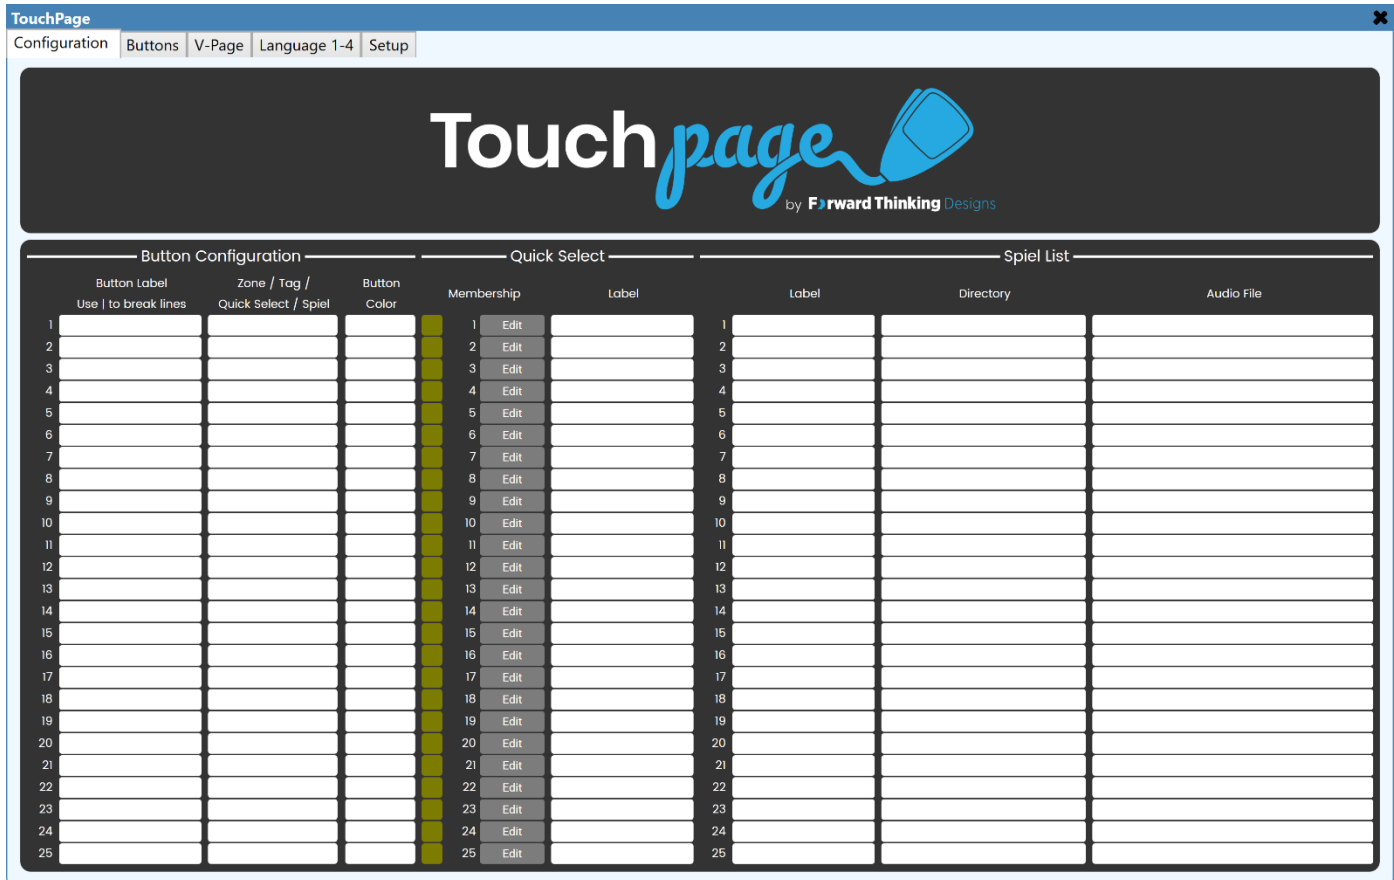 TouchPage
Configuration Buttons V-Page Language 1-4 Setup
Touchpage
by Forward Thinking Designs
Button Configuration Quick Select Spiel List
Button Label Zone / Tag / Button
Use | to break lines Quick Select / Spiel Color
Membership Label Label Directory Audio File
1 1 Edit 1
2 2 Edit 2
3 3 Edit 3
4 4 Edit 4
5 5 Edit 5
6 6 Edit 6
7 7 Edit 7
8 8 Edit 8
9 9 Edit 9
10 10 Edit 10
11 11 Edit 11
12 12 Edit 12
13 13 Edit 13
14 14 Edit 14
15 15 Edit 15
16 16 Edit 16
17 17 Edit 17
18 18 Edit 18
19 19 Edit 19
20 20 Edit 20
21 21 Edit 21
22 22 Edit 22
23 23 Edit 23
24 24 Edit 24
25 25 Edit 25